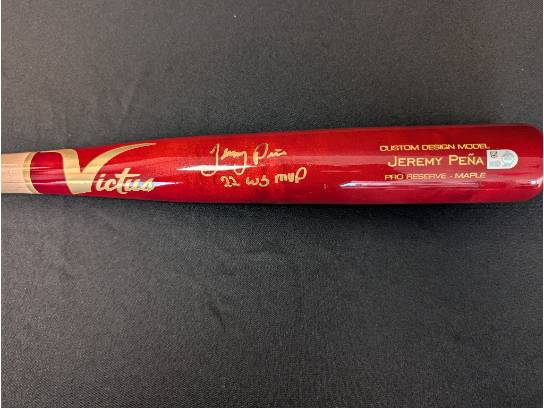 Victus
Jeremy Peña
22 WS MVP
CUSTOM DESIGN MODEL
JEREMY PEÑA
PRO RESERVE - MAPLE